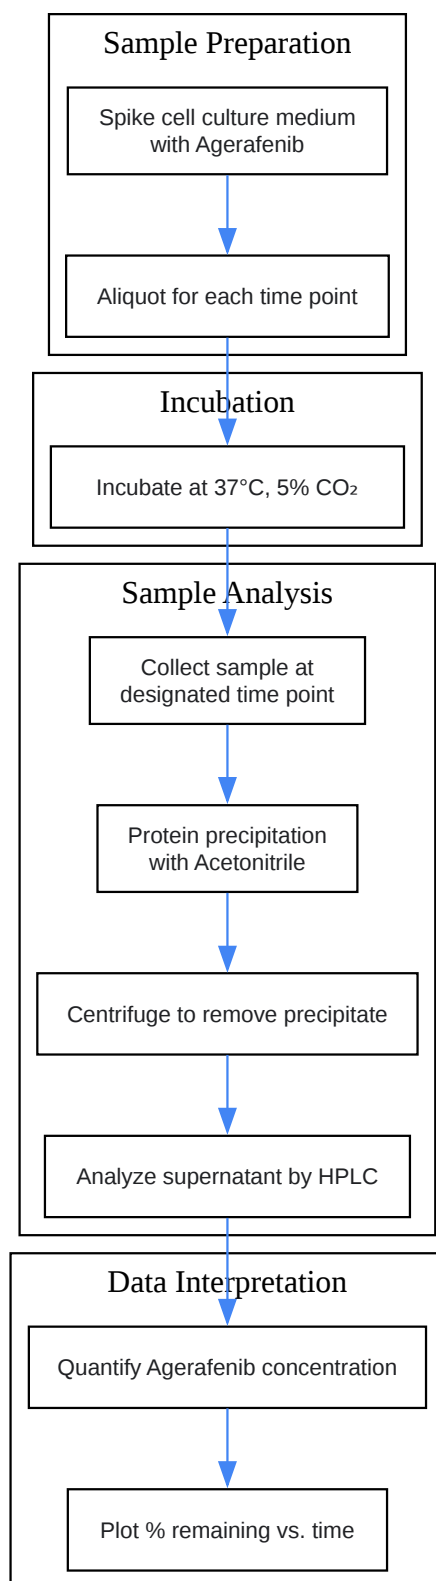 Sample Preparation
Spike cell culture medium
with Agerafenib
Aliquot for each time point
Incubation
Incubate at 37°C, 5% CO₂
Sample Analysis
Collect sample at
designated time point
Protein precipitation
with Acetonitrile
Centrifuge to remove precipitate
Analyze supernatant by HPLC
Data Interpretation
Quantify Agerafenib concentration
Plot % remaining vs. time